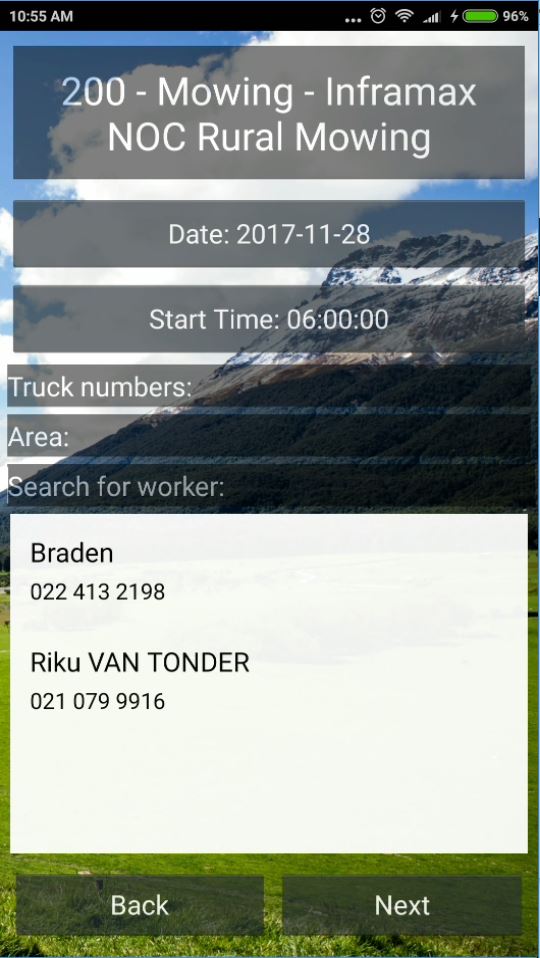 10:55 AM
96%
200 - Mowing - Inframax
NOC Rural Mowing
Date: 2017-11-28
Start Time: 06:00:00
Truck numbers:
Area:
Search for worker:
Braden
022 413 2198
Riku VAN TONDER
021 079 9916
Back
Next